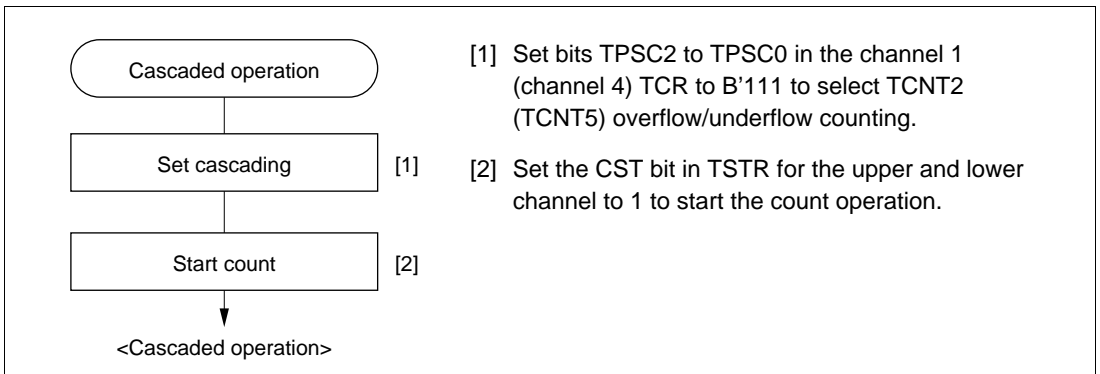 Cascaded operation
Set cascading
[1]
Start count
[2]
<Cascaded operation>
[1] Set bits TPSC2 to TPSC0 in the channel 1
(channel 4) TCR to B'111 to select TCNT2
(TCNT5) overflow/underflow counting.
[2] Set the CST bit in TSTR for the upper and lower
channel to 1 to start the count operation.